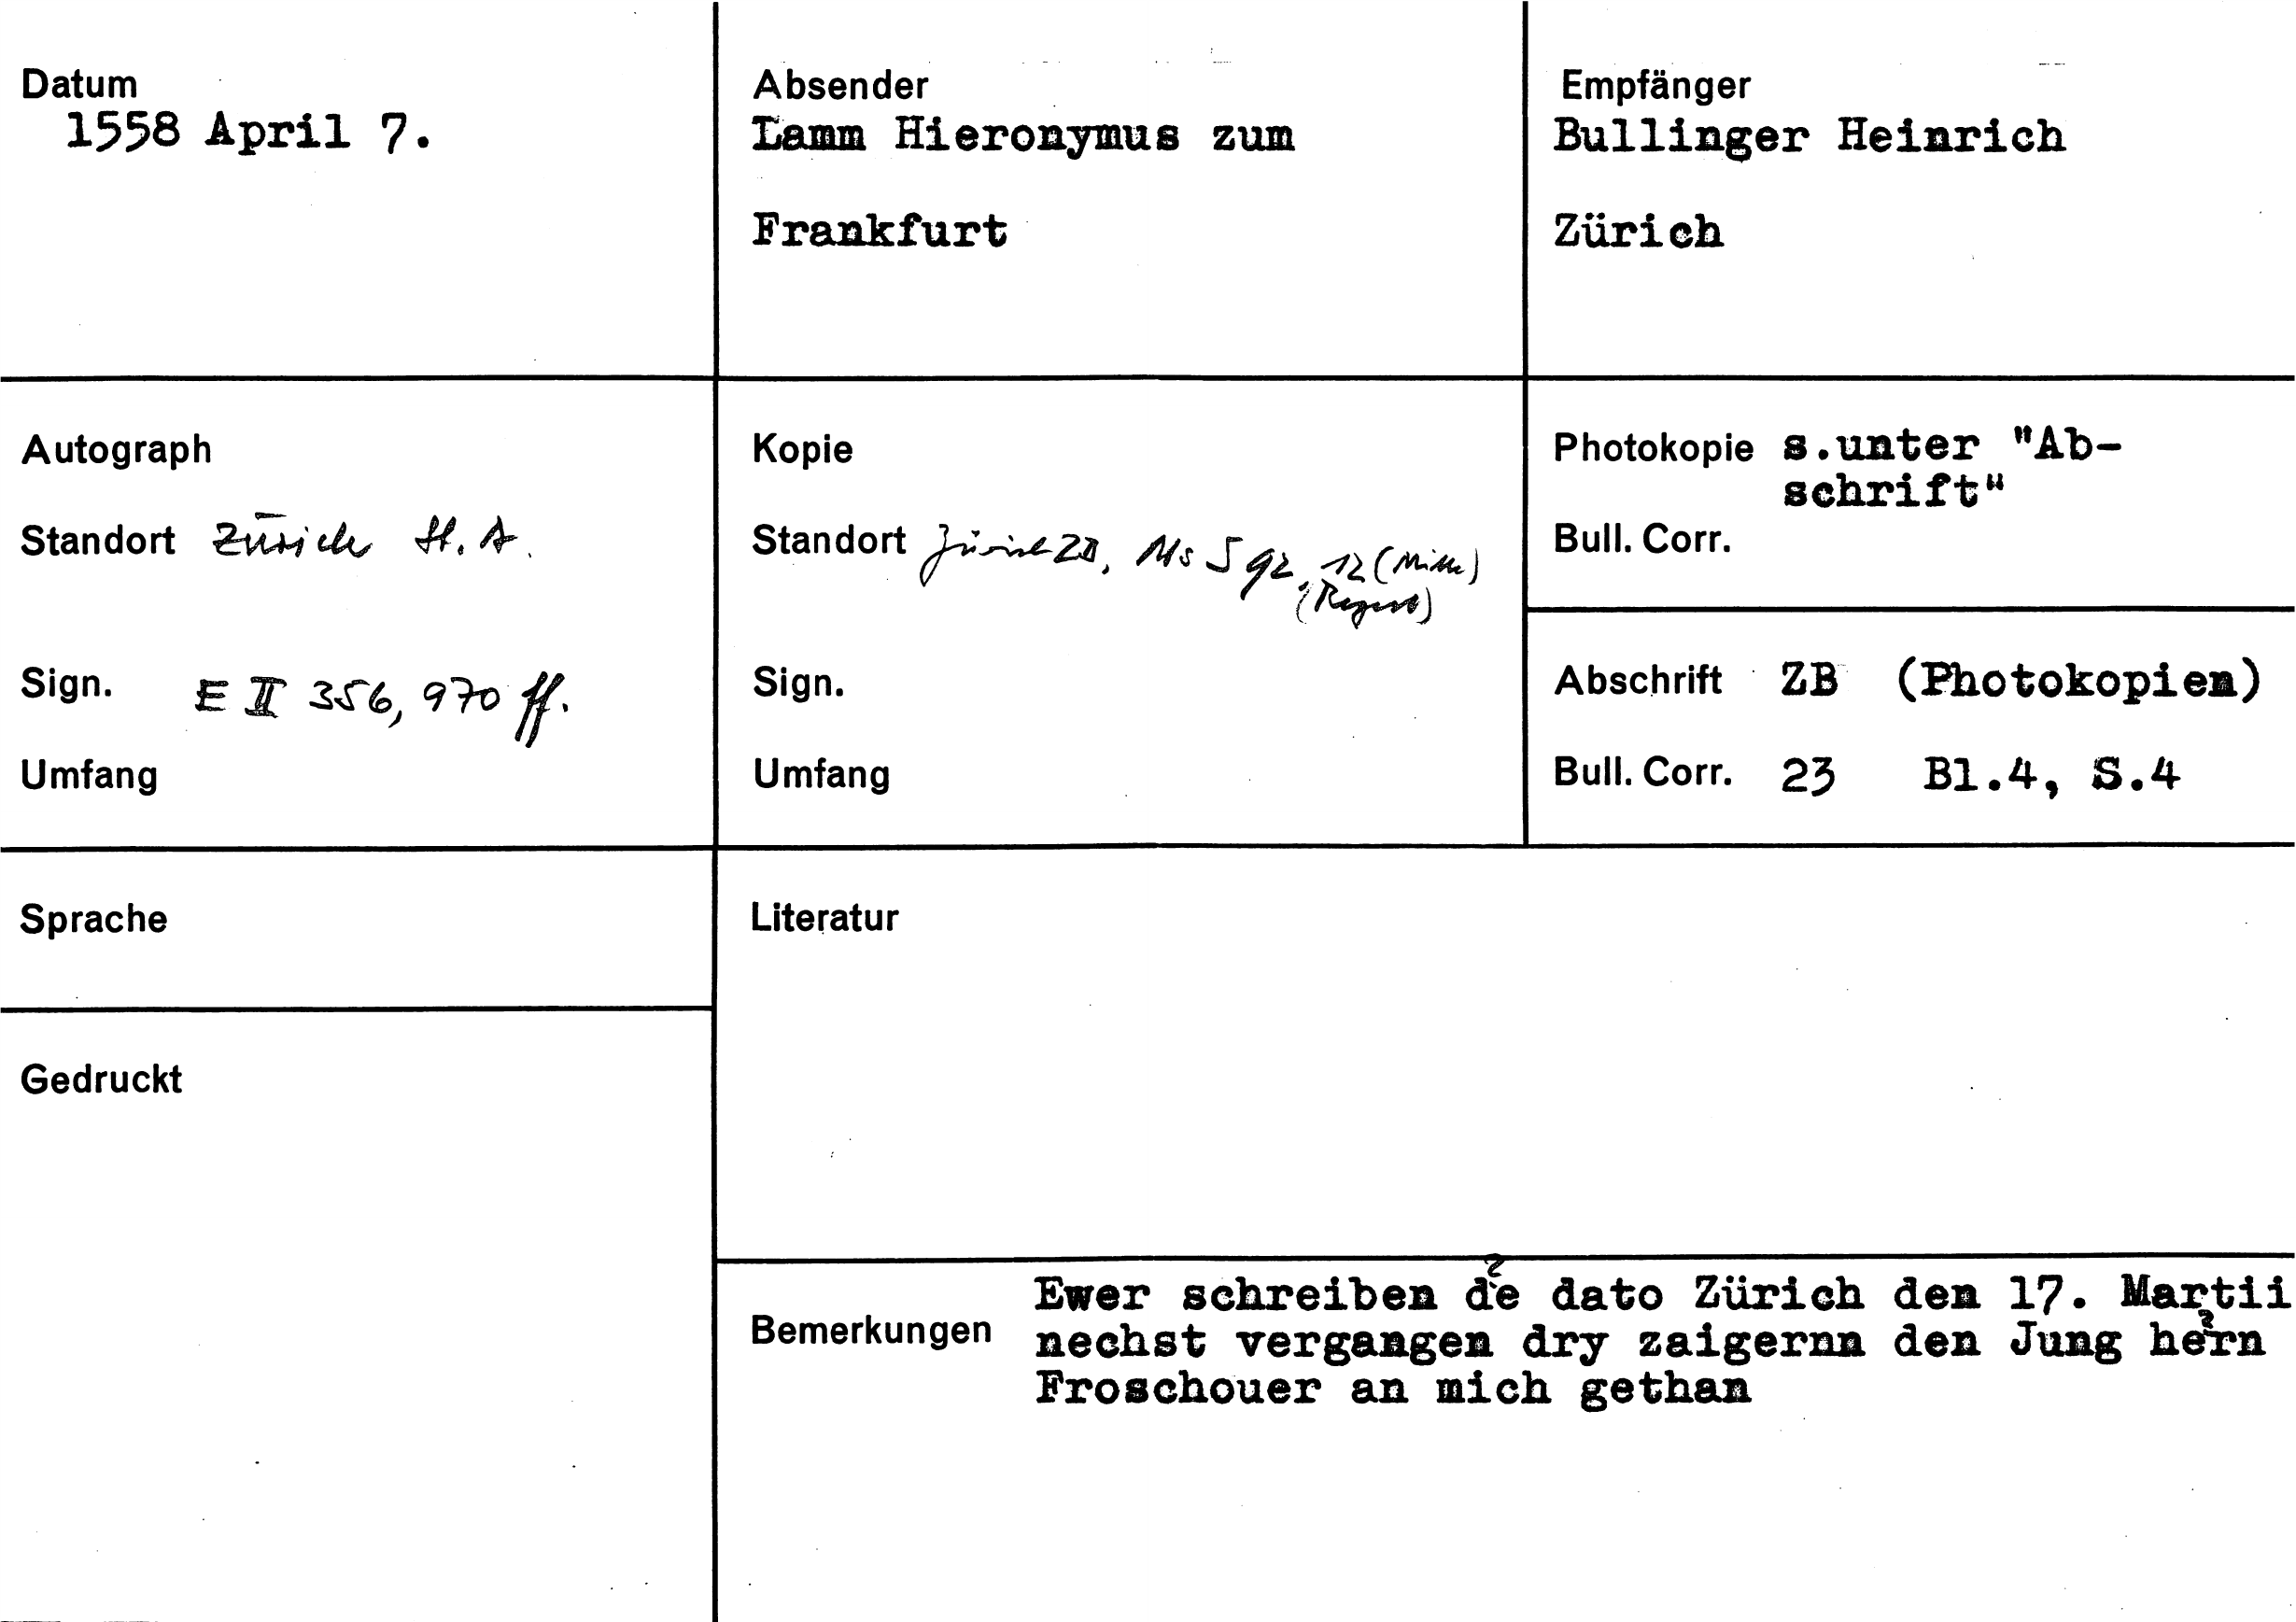 Datum
1558 April 7.
Absender
Lamm Hieronymus zum
Frankfurt
Empfänger
Bullinger Heinrich
Zürich
Autograph
Standort Zürich St. A.
Sign. E II 356, 970 ff.
Umfang
Kopie
Standort Zürich ZB, Ms S 92, 12 (Mitte)
(Regest)
Sign.
Umfang
Photokopie s.unter "Ab-
schrift"
Bull. Corr.
Abschrift ZB (Photokopien)
Bull. Corr. 23 Bl.4, S.4
Sprache
Literatur
Gedruckt
Bemerkungen
Ewer schreiben de dato Zürich den 17. Martii
nechst vergangen dry zaigernn den Jung hern
Froschouer an mich gethan